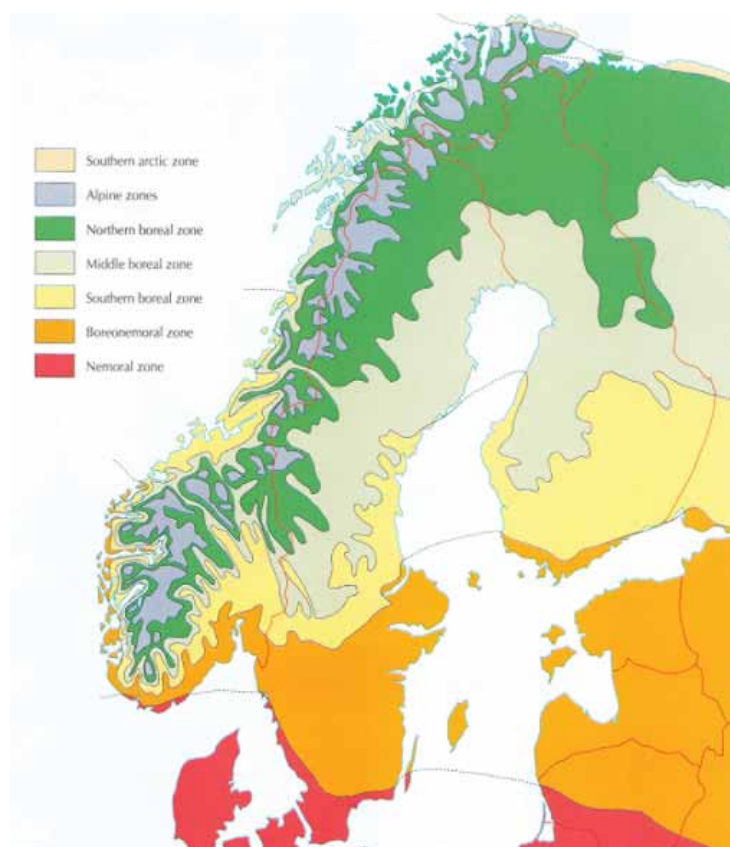 Southern arctic zone
Alpine zones
Northern boreal zone
Middle boreal zone
Southern boreal zone
Boreonemoral zone
Nemoral zone